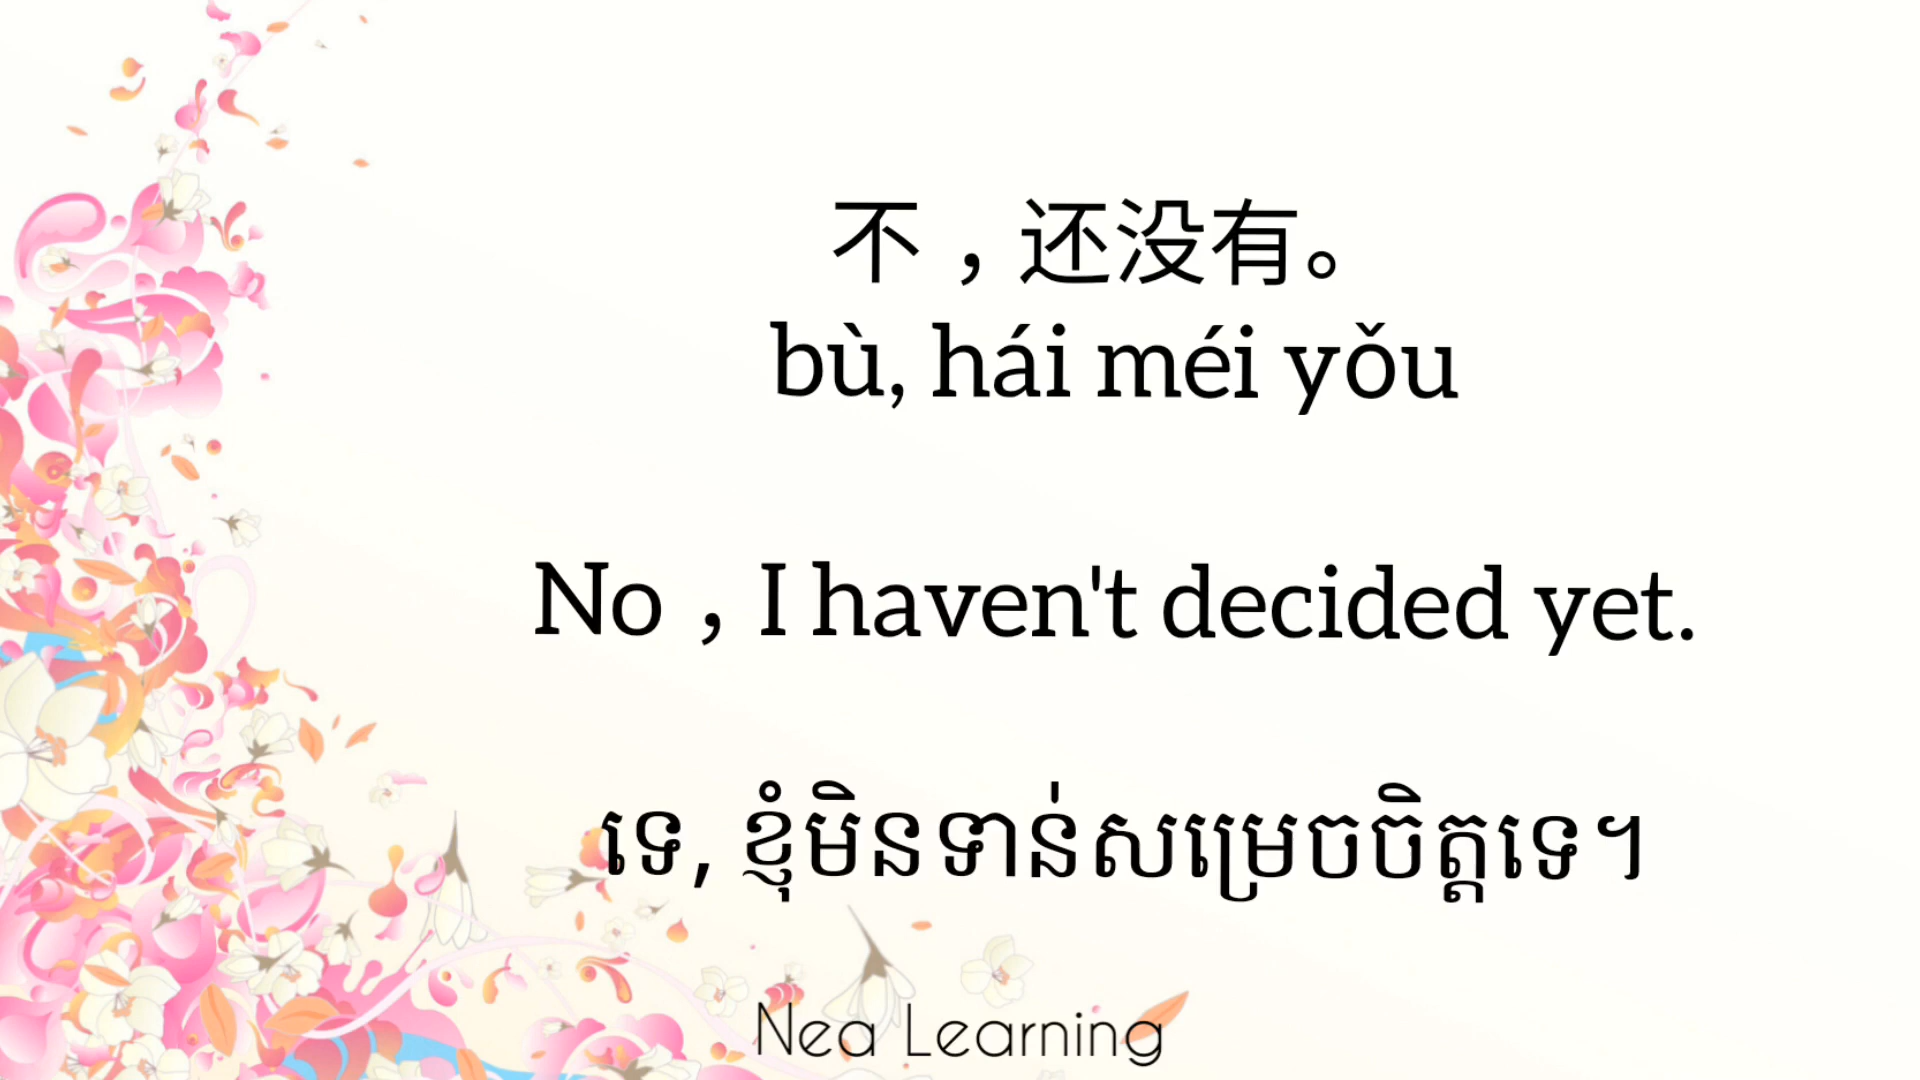 不，还没有。
bù, hái méi yǒu
No，I haven't decided yet.
ទេ, ខ្ញុំមិនទាន់សម្រេចចិត្តទេ។
Nea Learning